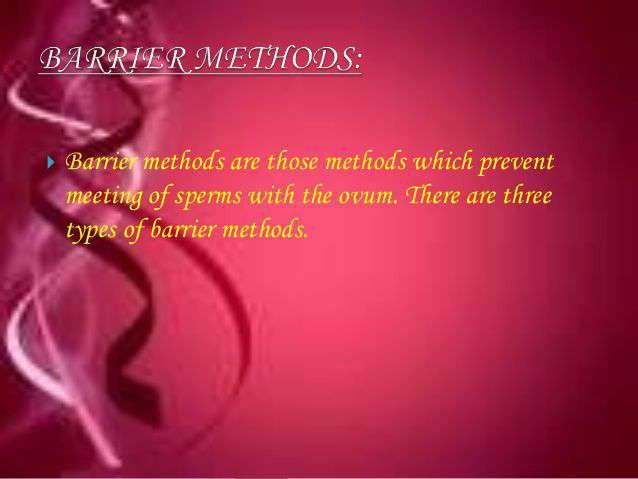 BARRIER METHODS:
Barrier methods are those methods which prevent
meeting of sperms with the ovum. There are three
types of barrier methods.